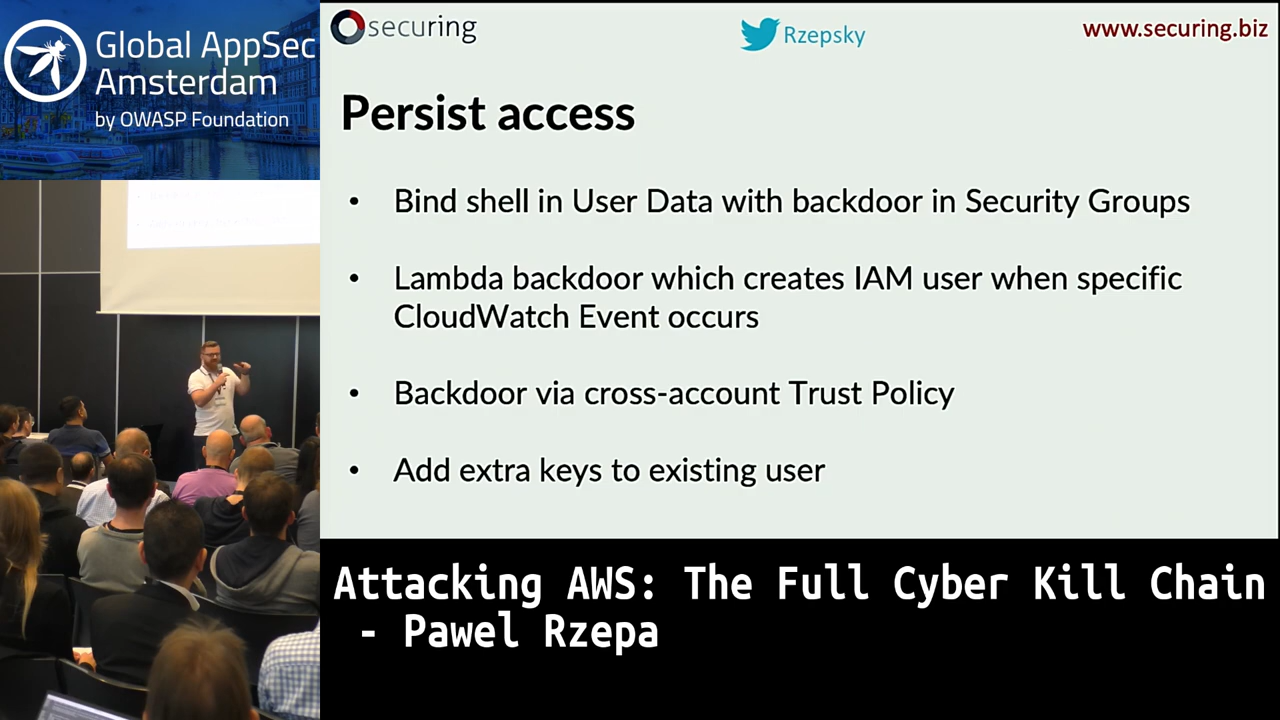 Global AppSec
Amsterdam
by OWASP Foundation
securing
Rzepsky
www.securing.biz
Persist access
• Bind shell in User Data with backdoor in Security Groups
• Lambda backdoor which creates IAM user when specific
CloudWatch Event occurs
• Backdoor via cross-account Trust Policy
• Add extra keys to existing user
Attacking AWS: The Full Cyber Kill Chain
- Pawel Rzepa